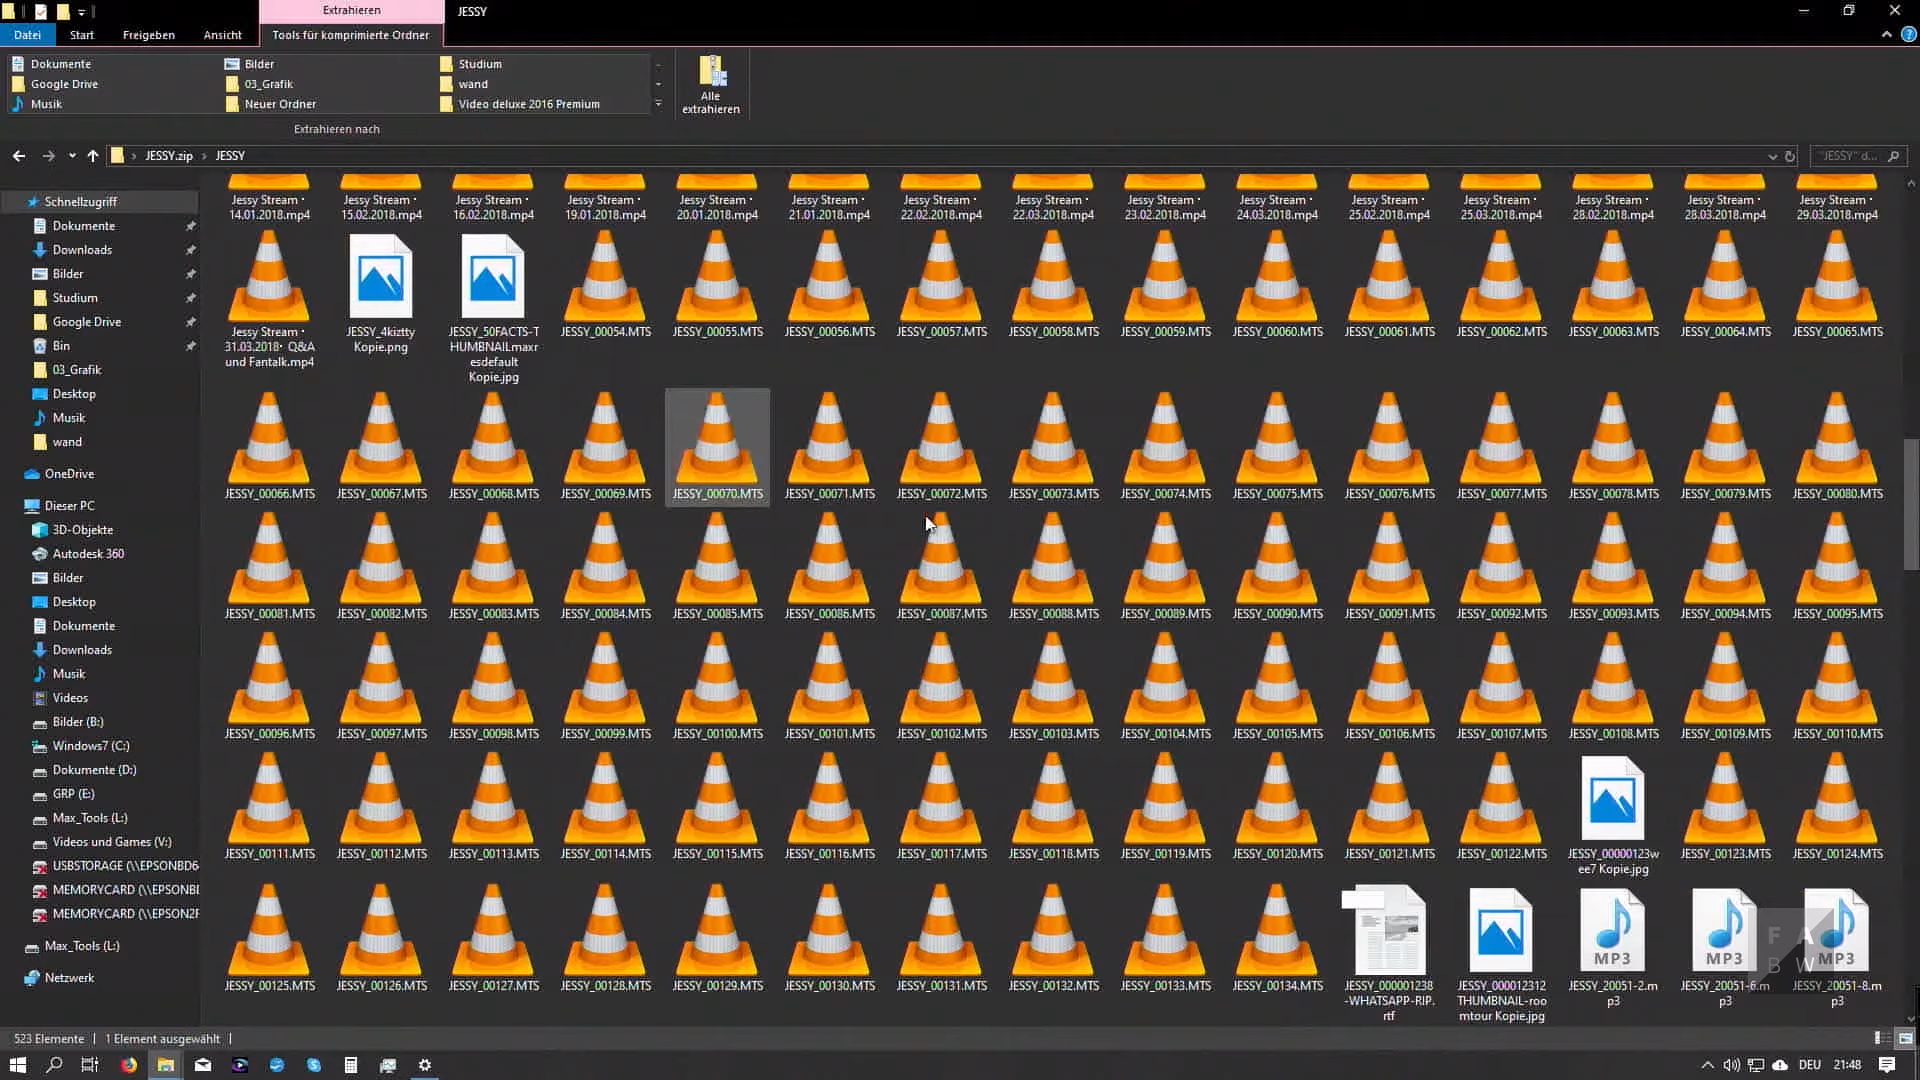 Extrahieren
JESSY
Datei
Start
Freigeben
Ansicht
Tools für komprimierte Ordner
Dokumente
Bilder
Studium
Google Drive
03_Grafik
wand
Musik
Neuer Ordner
Video deluxe 2016 Premium
Alle
extrahieren
Extrahieren nach
JESSY.zip
JESSY
"JESSY" d...
Schnellzugriff
Dokumente
Downloads
Bilder
Studium
Google Drive
Bin
03_Grafik
Desktop
Musik
wand
OneDrive
Dieser PC
3D-Objekte
Autodesk 360
Bilder
Desktop
Dokumente
Downloads
Musik
Videos
Bilder (B:)
Windows7 (C:)
Dokumente (D:)
GRP (E:)
Max_Tools (L:)
Videos und Games (V:)
USBSTORAGE (\\EPSONBD6
MEMORYCARD (\\EPSONBD
MEMORYCARD (\\EPSON2F
Max_Tools (L:)
Netzwerk
Jessy Stream • 14.01.2018.mp4
Jessy Stream • 15.02.2018.mp4
Jessy Stream • 16.02.2018.mp4
Jessy Stream • 19.01.2018.mp4
Jessy Stream • 20.01.2018.mp4
Jessy Stream • 21.01.2018.mp4
Jessy Stream • 22.02.2018.mp4
Jessy Stream • 22.03.2018.mp4
Jessy Stream • 23.02.2018.mp4
Jessy Stream • 24.03.2018.mp4
Jessy Stream • 25.02.2018.mp4
Jessy Stream • 25.03.2018.mp4
Jessy Stream • 28.02.2018.mp4
Jessy Stream • 28.03.2018.mp4
Jessy Stream • 29.03.2018.mp4
Jessy Stream •
31.03.2018• Q&A
und Fantalk.mp4
JESSY_4kiztty
Kopie.png
JESSY_50FACTS-T
HUMBNAILmaxr
esdefault
Kopie.jpg
JESSY_00054.MTS
JESSY_00055.MTS
JESSY_00056.MTS
JESSY_00057.MTS
JESSY_00058.MTS
JESSY_00059.MTS
JESSY_00060.MTS
JESSY_00061.MTS
JESSY_00062.MTS
JESSY_00063.MTS
JESSY_00064.MTS
JESSY_00065.MTS
JESSY_00066.MTS
JESSY_00067.MTS
JESSY_00068.MTS
JESSY_00069.MTS
JESSY_00070.MTS
JESSY_00071.MTS
JESSY_00072.MTS
JESSY_00073.MTS
JESSY_00074.MTS
JESSY_00075.MTS
JESSY_00076.MTS
JESSY_00077.MTS
JESSY_00078.MTS
JESSY_00079.MTS
JESSY_00080.MTS
JESSY_00081.MTS
JESSY_00082.MTS
JESSY_00083.MTS
JESSY_00084.MTS
JESSY_00085.MTS
JESSY_00086.MTS
JESSY_00087.MTS
JESSY_00088.MTS
JESSY_00089.MTS
JESSY_00090.MTS
JESSY_00091.MTS
JESSY_00092.MTS
JESSY_00093.MTS
JESSY_00094.MTS
JESSY_00095.MTS
JESSY_00096.MTS
JESSY_00097.MTS
JESSY_00098.MTS
JESSY_00099.MTS
JESSY_00100.MTS
JESSY_00101.MTS
JESSY_00102.MTS
JESSY_00103.MTS
JESSY_00104.MTS
JESSY_00105.MTS
JESSY_00106.MTS
JESSY_00107.MTS
JESSY_00108.MTS
JESSY_00109.MTS
JESSY_00110.MTS
JESSY_00111.MTS
JESSY_00112.MTS
JESSY_00113.MTS
JESSY_00114.MTS
JESSY_00115.MTS
JESSY_00116.MTS
JESSY_00117.MTS
JESSY_00118.MTS
JESSY_00119.MTS
JESSY_00120.MTS
JESSY_00121.MTS
JESSY_00122.MTS
JESSY_00000123w
ee7 Kopie.jpg
JESSY_00123.MTS
JESSY_00124.MTS
JESSY_00125.MTS
JESSY_00126.MTS
JESSY_00127.MTS
JESSY_00128.MTS
JESSY_00129.MTS
JESSY_00130.MTS
JESSY_00131.MTS
JESSY_00132.MTS
JESSY_00133.MTS
JESSY_00134.MTS
JESSY_000001238
-WHATSAPP-RIP.
rtf
JESSY_000012312
THUMBNAIL-roo
mtour Kopie.jpg
MP3
JESSY_20051-2.m
p3
MP3
JESSY_20051-6.m
p3
MP3
JESSY_20051-8.m
p3
F A
B W
523 Elemente
1 Element ausgewählt
DEU
21:48